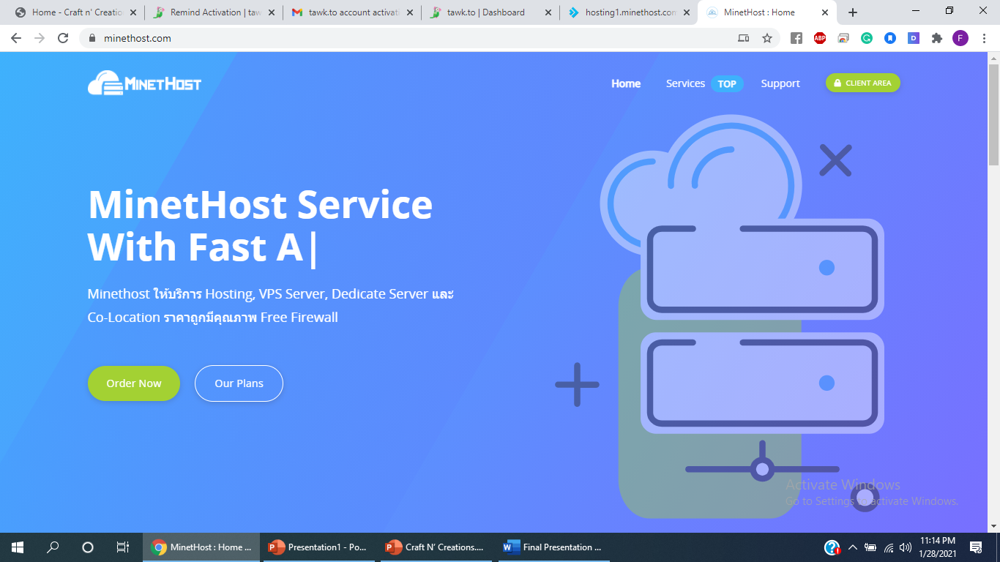 Home - Craft n' Creatio
Remind Activation | taw
tawk.to account activat
tawk.to | Dashboard
hosting1.minethost.com
MinetHost : Home
minethost.com
ABP
G
D
F
MINETHOST
Home
Services
TOP
Support
CLIENT AREA
MinetHost Service
With Fast A|
Minethost ให้บริการ Hosting, VPS Server, Dedicate Server และ
Co-Location ราคาถูกมีคุณภาพ Free Firewall
Order Now
Our Plans
Activate Windows
Go to Settings to activate Windows.
MinetHost : Home ...
Presentation1 - Po...
Craft N’ Creations....
Final Presentation ...
11:14 PM
1/28/2021